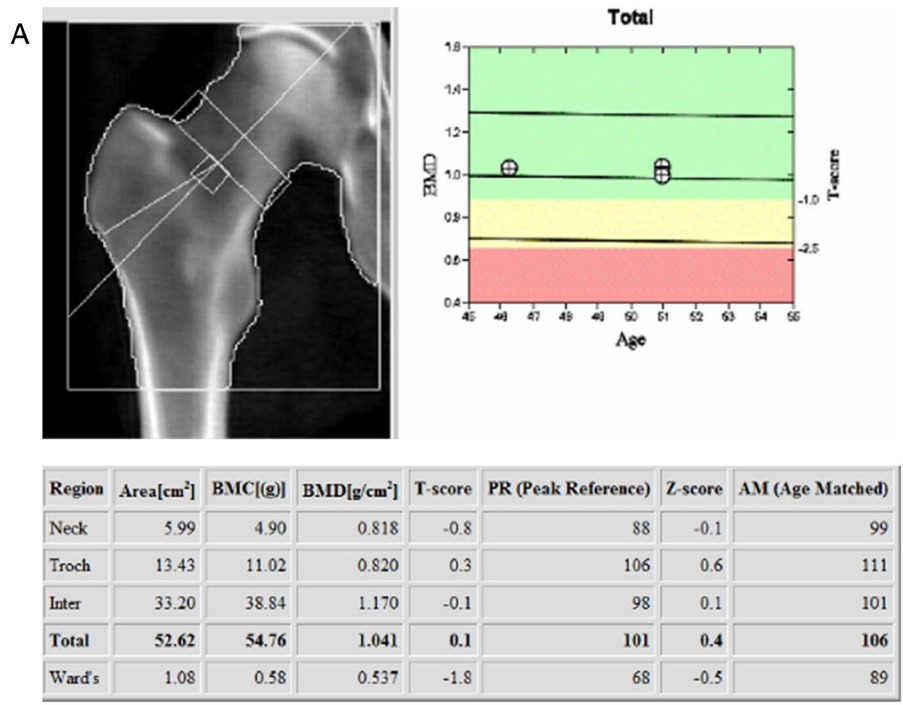 A
Total
1.6
1.4
1.2
1.0
0.8
0.6
0.4
BMD
-1.0
-2.5
T-score
45 46 47 48 49 50 51 52 53 54 55
Age
Region Area[cm²] BMC[(g)] BMD[g/cm²] T-score PR (Peak Reference) Z-score AM (Age Matched)
Neck 5.99 4.90 0.818 -0.8 88 -0.1 99
Troch 13.43 11.02 0.820 0.3 106 0.6 111
Inter 33.20 38.84 1.170 -0.1 98 0.1 101
Total 52.62 54.76 1.041 0.1 101 0.4 106
Ward's 1.08 0.58 0.537 -1.8 68 -0.5 89